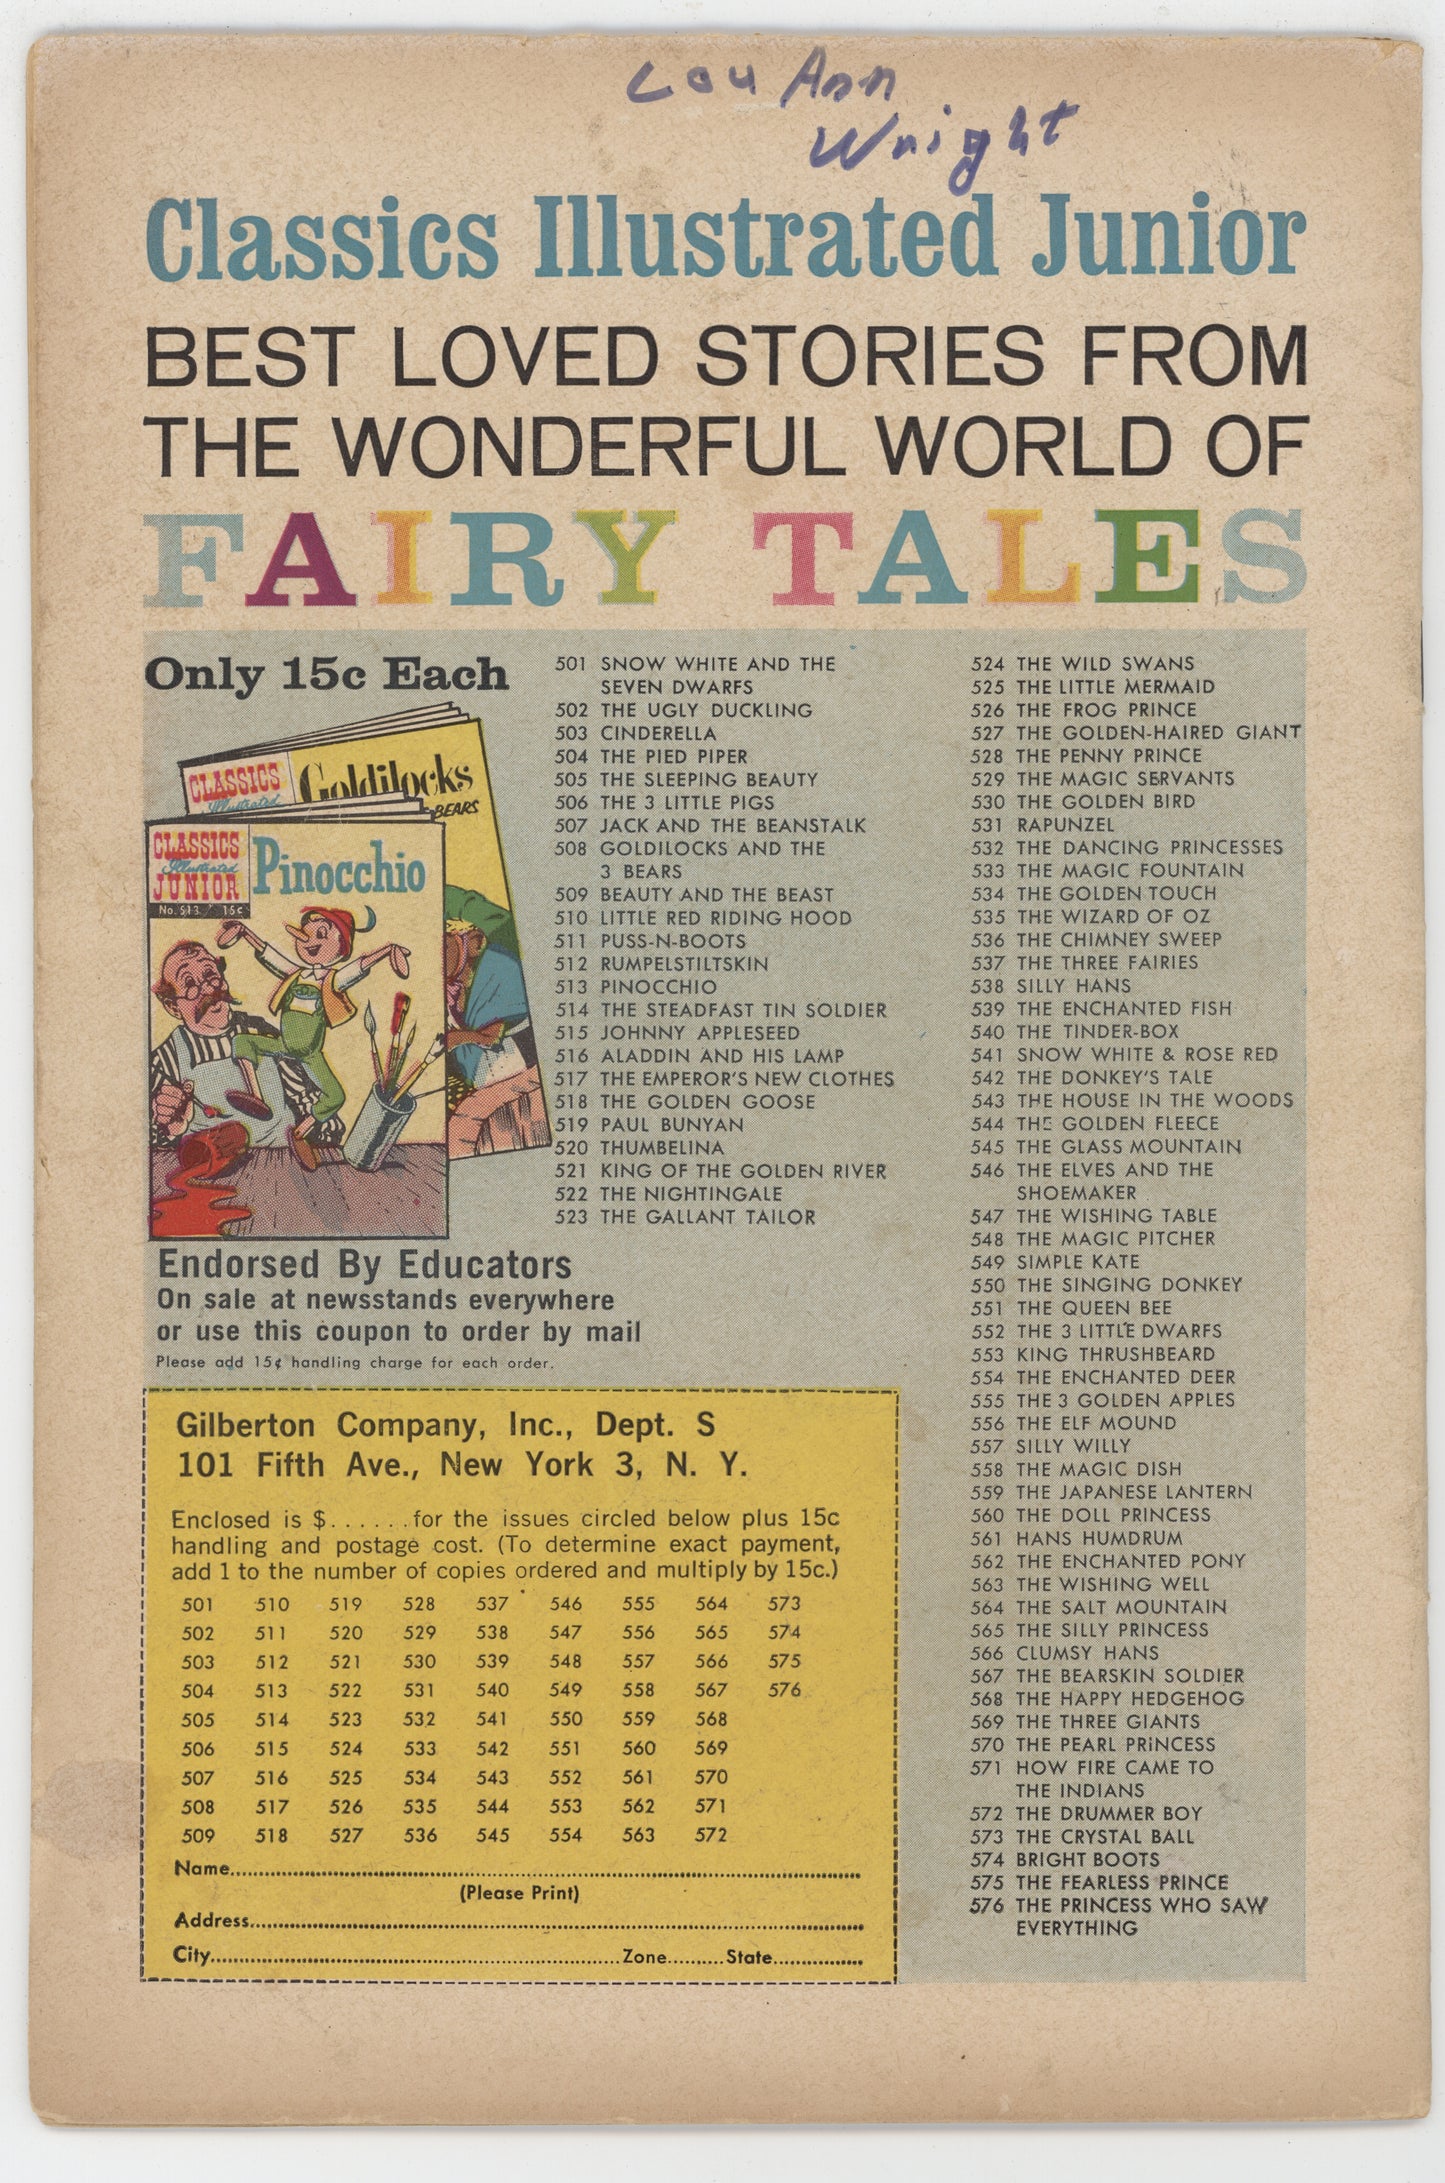 Lou Ann
Wright
Classics Illustrated Junior
BEST LOVED STORIES FROM
THE WONDERFUL WORLD OF
FAIRY TALES
Only 15c Each
CLASSICS
Illustrated
Goldilocks
BEARS
CLASSICS
Illustrated
JUNIOR
No. 513 15¢
Pinocchio
501 SNOW WHITE AND THE
SEVEN DWARFS
502 THE UGLY DUCKLING
503 CINDERELLA
504 THE PIED PIPER
505 THE SLEEPING BEAUTY
506 THE 3 LITTLE PIGS
507 JACK AND THE BEANSTALK
508 GOLDILOCKS AND THE
3 BEARS
509 BEAUTY AND THE BEAST
510 LITTLE RED RIDING HOOD
511 PUSS-N-BOOTS
512 RUMPELSTILTSKIN
513 PINOCCHIO
514 THE STEADFAST TIN SOLDIER
515 JOHNNY APPLESEED
516 ALADDIN AND HIS LAMP
517 THE EMPEROR'S NEW CLOTHES
518 THE GOLDEN GOOSE
519 PAUL BUNYAN
520 THUMBELINA
521 KING OF THE GOLDEN RIVER
522 THE NIGHTINGALE
523 THE GALLANT TAILOR
524 THE WILD SWANS
525 THE LITTLE MERMAID
526 THE FROG PRINCE
527 THE GOLDEN-HAIRED GIANT
528 THE PENNY PRINCE
529 THE MAGIC SERVANTS
530 THE GOLDEN BIRD
531 RAPUNZEL
532 THE DANCING PRINCESSES
533 THE MAGIC FOUNTAIN
534 THE GOLDEN TOUCH
535 THE WIZARD OF OZ
536 THE CHIMNEY SWEEP
537 THE THREE FAIRIES
538 SILLY HANS
539 THE ENCHANTED FISH
540 THE TINDER-BOX
541 SNOW WHITE & ROSE RED
542 THE DONKEY'S TALE
543 THE HOUSE IN THE WOODS
544 THE GOLDEN FLEECE
545 THE GLASS MOUNTAIN
546 THE ELVES AND THE
SHOEMAKER
547 THE WISHING TABLE
548 THE MAGIC PITCHER
549 SIMPLE KATE
550 THE SINGING DONKEY
551 THE QUEEN BEE
552 THE 3 LITTLE DWARFS
553 KING THRUSHBEARD
554 THE ENCHANTED DEER
555 THE 3 GOLDEN APPLES
556 THE ELF MOUND
557 SILLY WILLY
558 THE MAGIC DISH
559 THE JAPANESE LANTERN
560 THE DOLL PRINCESS
561 HANS HUMDRUM
562 THE ENCHANTED PONY
563 THE WISHING WELL
564 THE SALT MOUNTAIN
565 THE SILLY PRINCESS
566 CLUMSY HANS
567 THE BEARSKIN SOLDIER
568 THE HAPPY HEDGEHOG
569 THE THREE GIANTS
570 THE PEARL PRINCESS
571 HOW FIRE CAME TO
THE INDIANS
572 THE DRUMMER BOY
573 THE CRYSTAL BALL
574 BRIGHT BOOTS
575 THE FEARLESS PRINCE
576 THE PRINCESS WHO SAW
EVERYTHING
Endorsed By Educators
On sale at newsstands everywhere
or use this coupon to order by mail
Please add 15¢ handling charge for each order.
Gilberton Company, Inc., Dept. S
101 Fifth Ave., New York 3, N. Y.
Enclosed is $......for the issues circled below plus 15c
handling and postage cost. (To determine exact payment,
add 1 to the number of copies ordered and multiply by 15c.)
501 510 519 528 537 546 555 564 573
502 511 520 529 538 547 556 565 574
503 512 521 530 539 548 557 566 575
504 513 522 531 540 549 558 567 576
505 514 523 532 541 550 559 568
506 515 524 533 542 551 560 569
507 516 525 534 543 552 561 570
508 517 526 535 544 553 562 571
509 518 527 536 545 554 563 572
Name
(Please Print)
Address
City Zone State